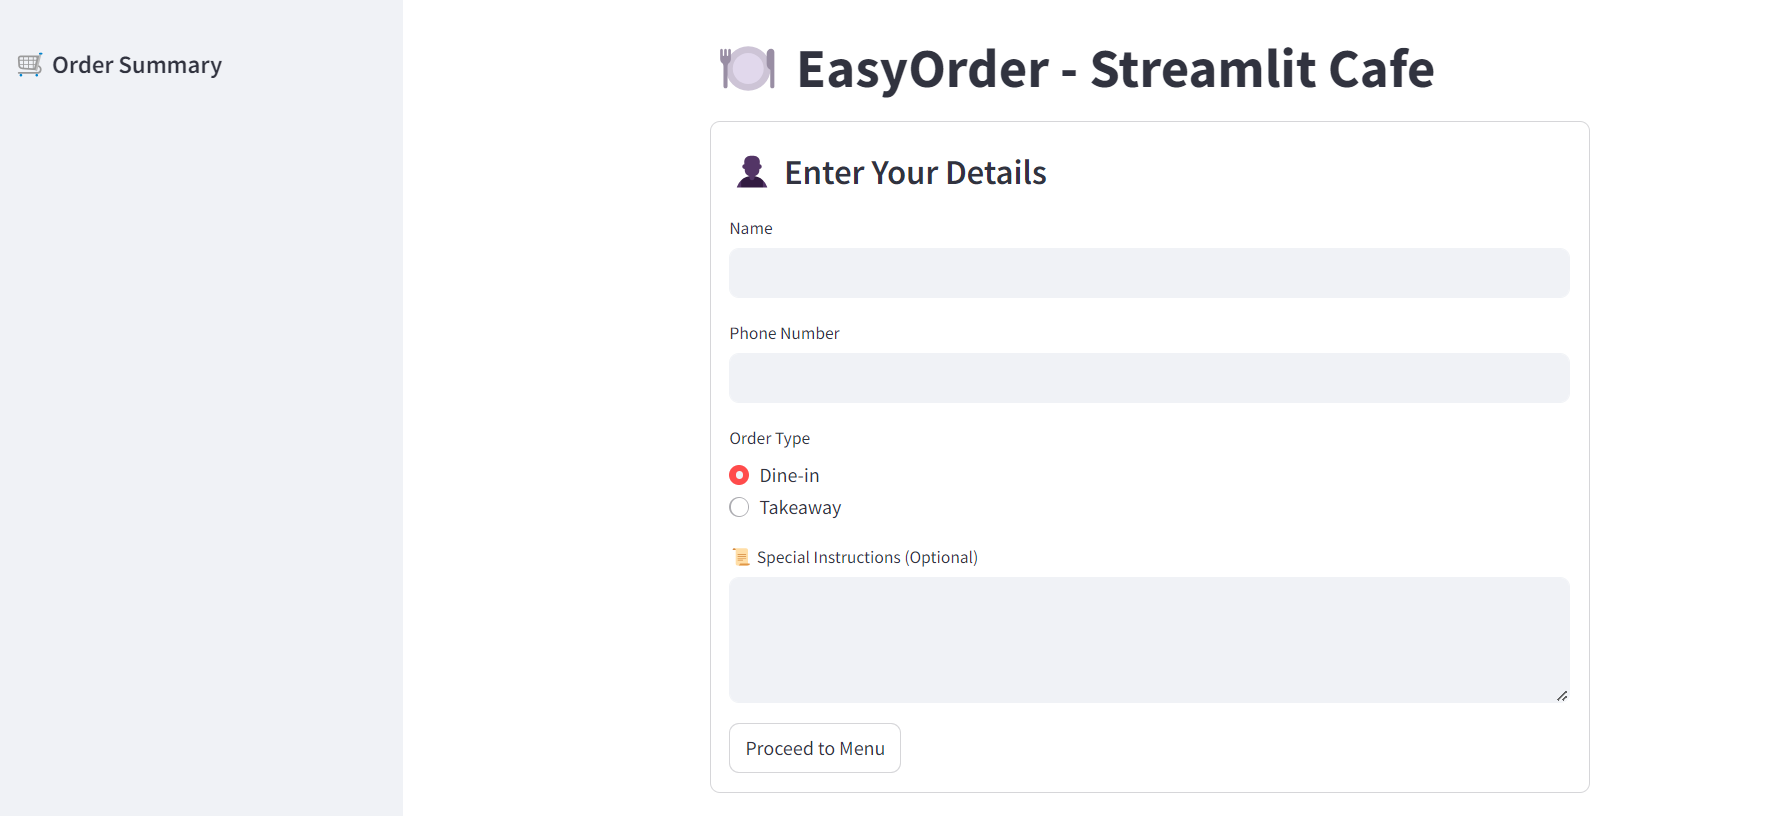 Order Summary
EasyOrder - Streamlit Cafe
Enter Your Details
Name
Phone Number
Order Type
Dine-in
Takeaway
Special Instructions (Optional)
Proceed to Menu